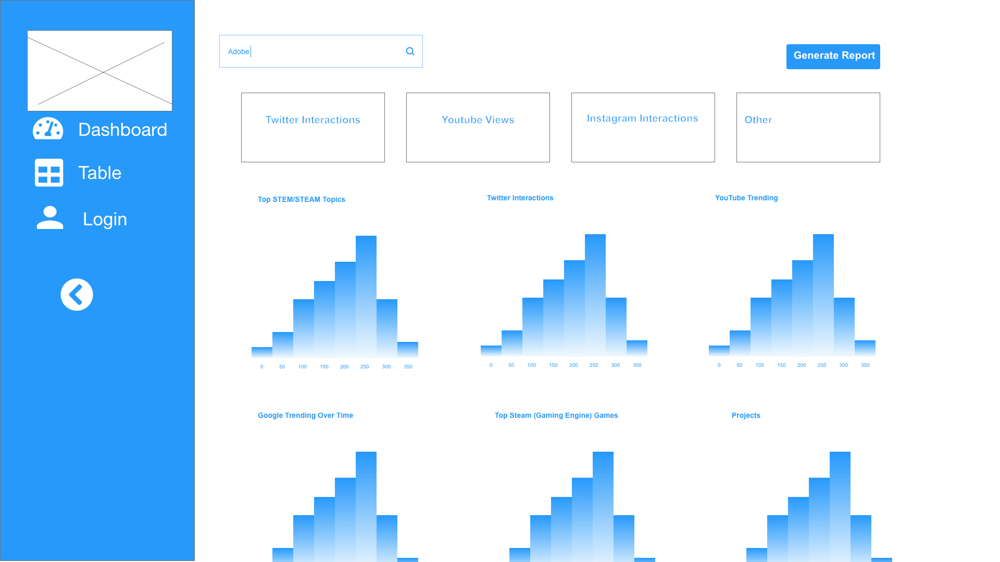 Dashboard
Table
Login
Adobe
Generate Report
Twitter Interactions
Youtube Views
Instagram Interactions
Other
Top STEM/STEAM Topics
0 50 100 150 200 250 300 350
Twitter Interactions
0 50 100 150 200 250 300 350
YouTube Trending
0 50 100 150 200 250 300 350
Google Trending Over Time
Top Steam (Gaming Engine) Games
Projects